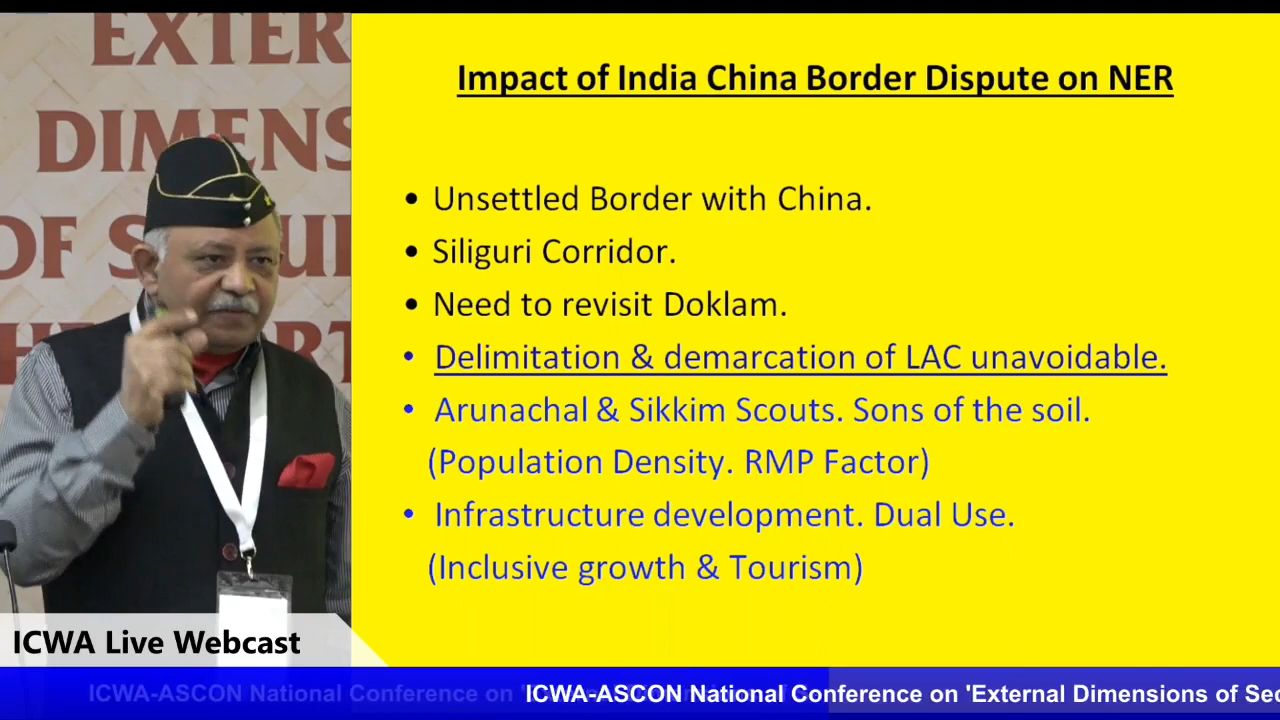 EXTER
DIMENS
OF S
Impact of India China Border Dispute on NER
• Unsettled Border with China.
• Siliguri Corridor.
• Need to revisit Doklam.
• Delimitation & demarcation of LAC unavoidable.
• Arunachal & Sikkim Scouts. Sons of the soil.
(Population Density. RMP Factor)
• Infrastructure development. Dual Use.
(Inclusive growth & Tourism)
ICWA Live Webcast
ICWA-ASCON National Conference on ICWA-ASCON National Conference on 'External Dimensions of Sec